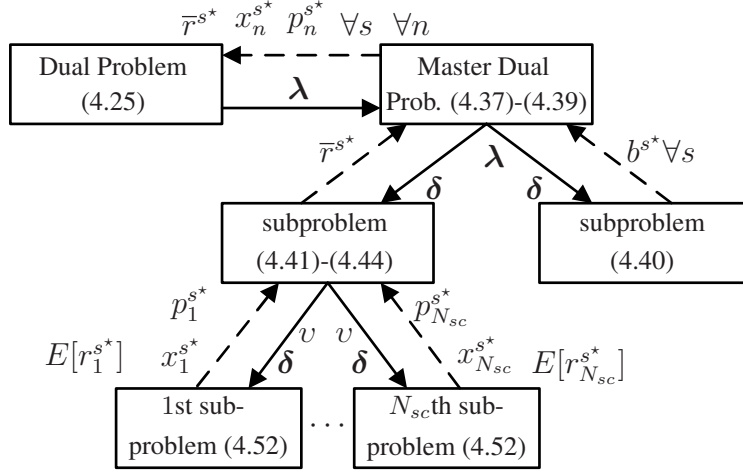 r̅^{s⋆} x_n^{s⋆} p_n^{s⋆} ∀s ∀n
Dual Problem
(4.25)
λ
Master Dual
Prob. (4.37)-(4.39)
r̅^{s⋆}
λ
b^{s⋆}∀s
δ
δ
subproblem
(4.41)-(4.44)
subproblem
(4.40)
p_1^{s⋆}
p_{N_{sc}}^{s⋆}
E[r_1^{s⋆}]
x_1^{s⋆}
υ
υ
δ
δ
x_{N_{sc}}^{s⋆}
E[r_{N_{sc}}^{s⋆}]
1st sub-
problem (4.52)
...
N_{sc}th sub-
problem (4.52)